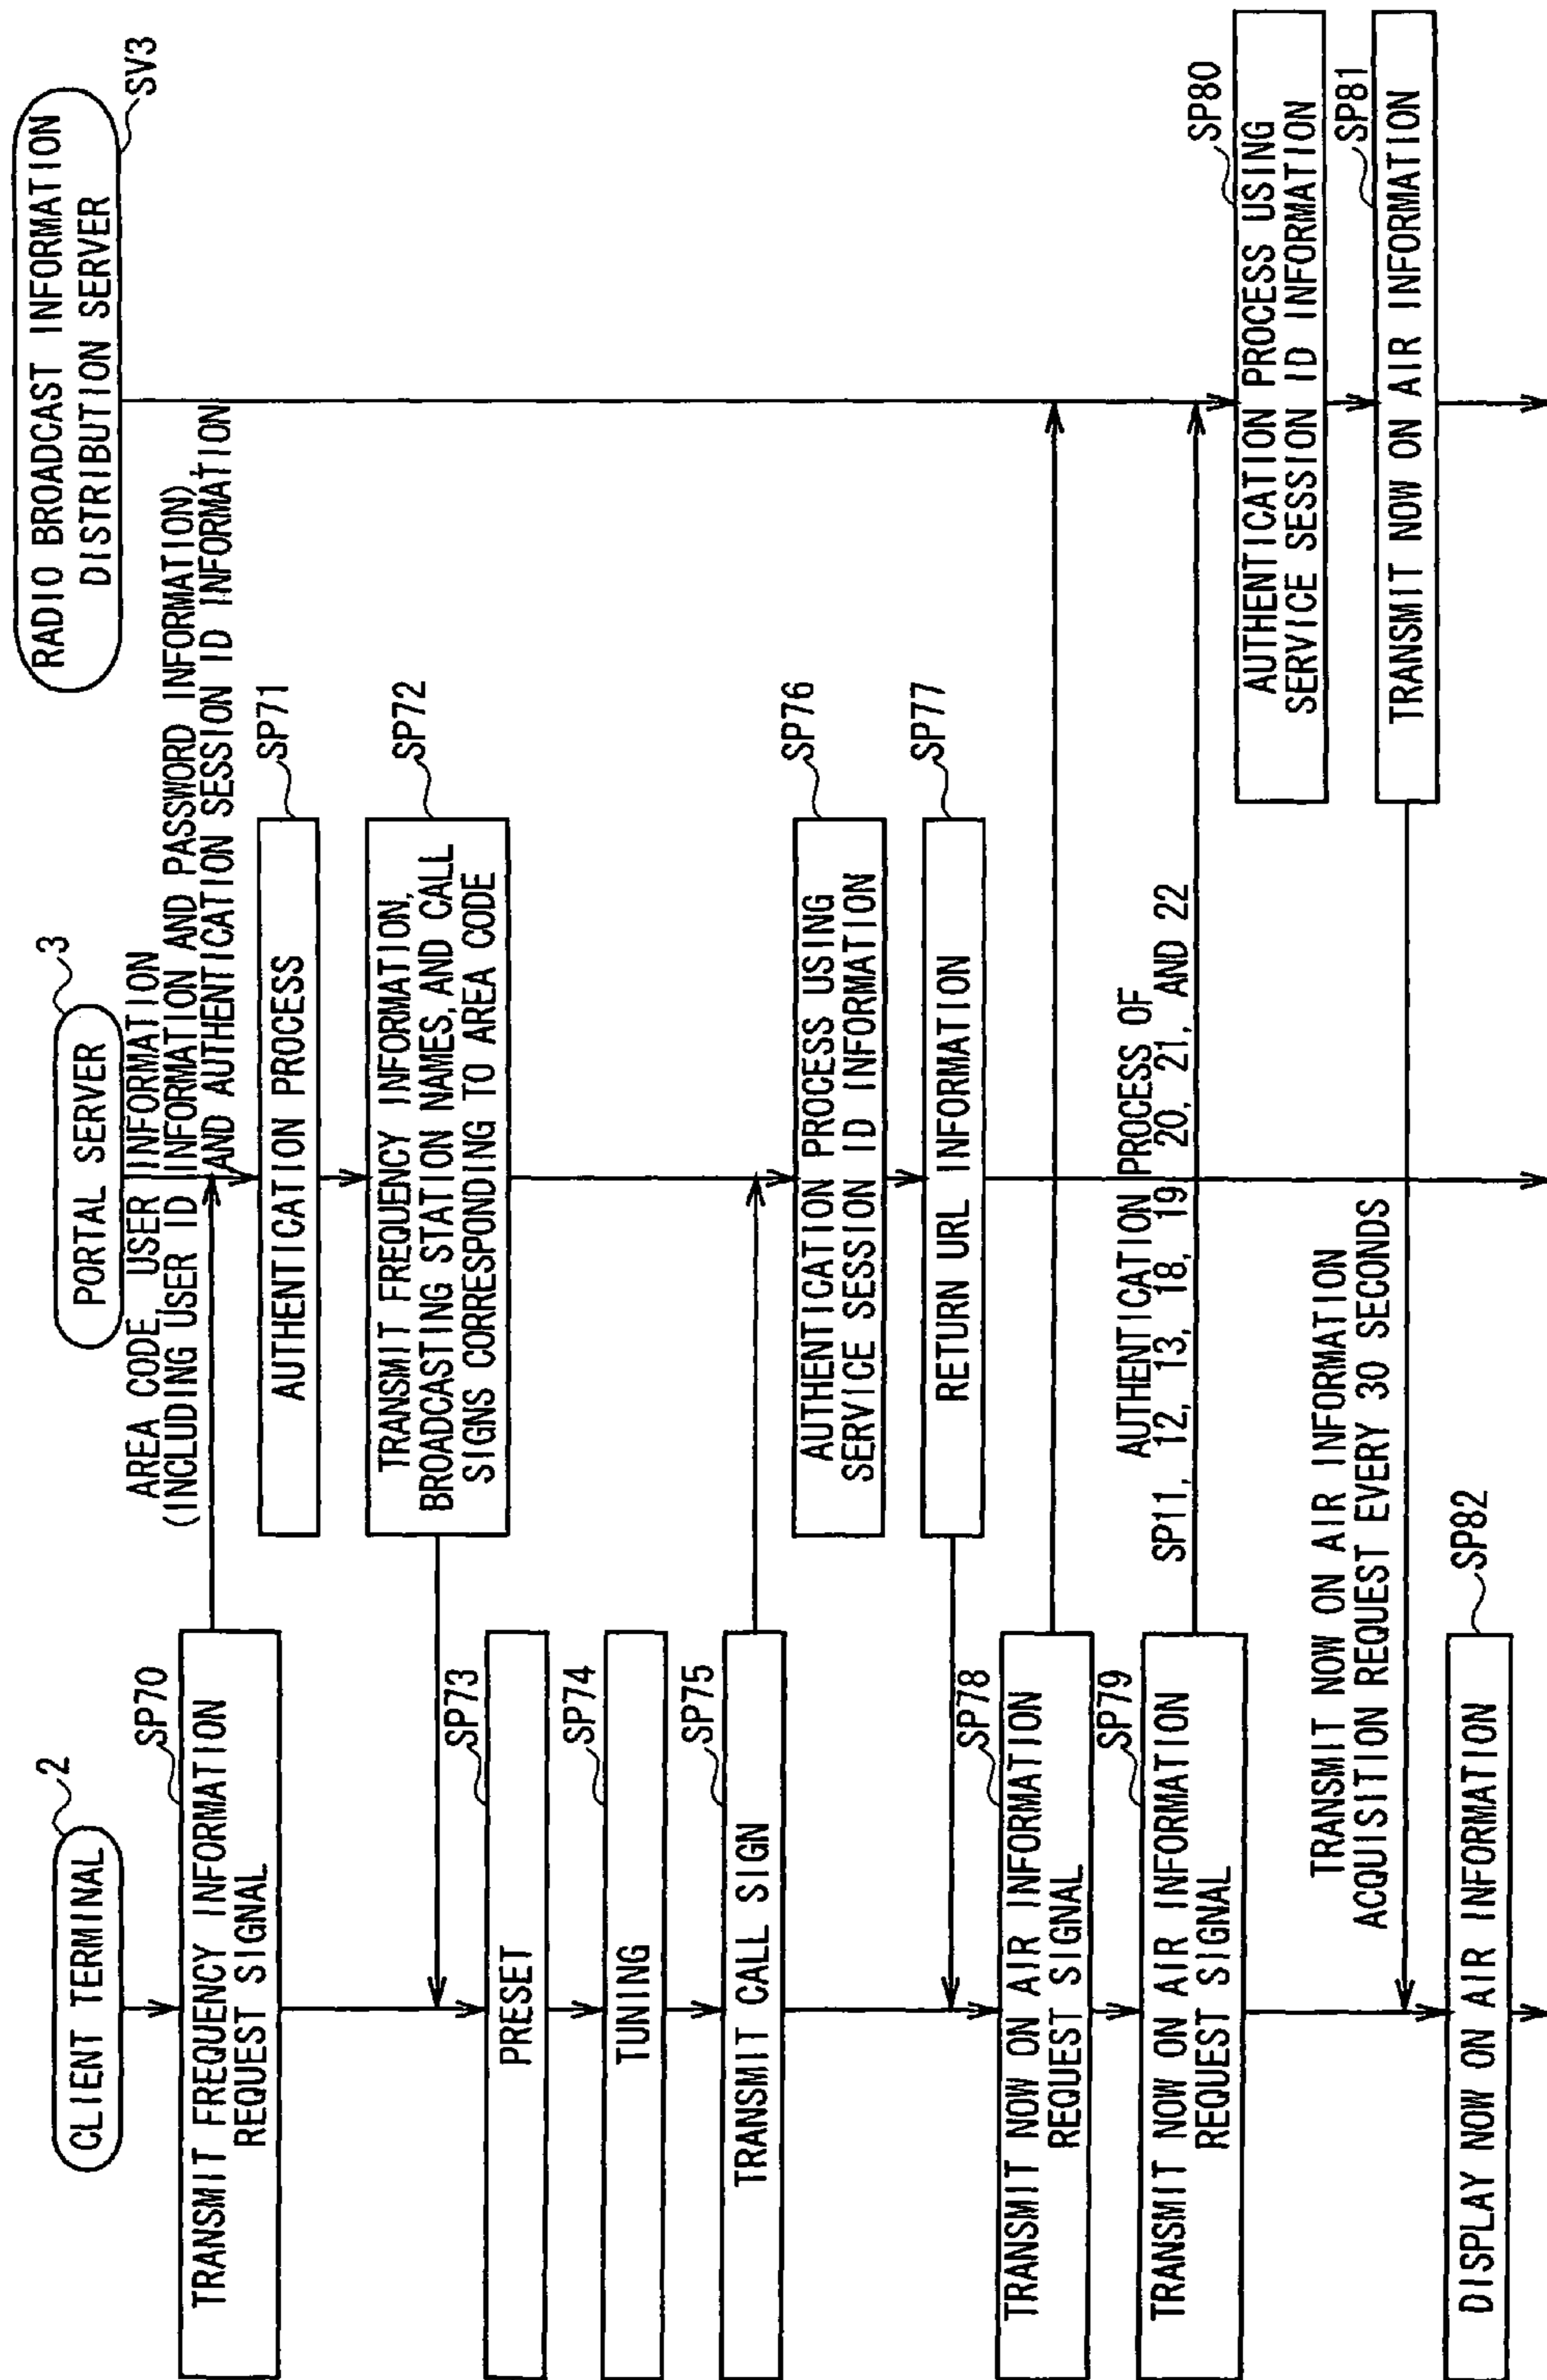 CLIENT TERMINAL
2
PORTAL SERVER
3
RADIO BROADCAST INFORMATION
DISTRIBUTION SERVER
SV3
AREA CODE, USER INFORMATION
(INCLUDING USER ID INFORMATION AND PASSWORD INFORMATION),
AND AUTHENTICATION SESSION ID INFORMATION
SP70
TRANSMIT FREQUENCY INFORMATION
REQUEST SIGNAL
SP71
AUTHENTICATION PROCESS
SP72
TRANSMIT FREQUENCY INFORMATION,
BROADCASTING STATION NAMES, AND CALL
SIGNS CORRESPONDING TO AREA CODE
SP73
PRESET
SP74
TUNING
SP75
TRANSMIT CALL SIGN
SP76
AUTHENTICATION PROCESS USING
SERVICE SESSION ID INFORMATION
SP77
RETURN URL INFORMATION
SP78
TRANSMIT NOW ON AIR INFORMATION
REQUEST SIGNAL
SP79
TRANSMIT NOW ON AIR INFORMATION
REQUEST SIGNAL
AUTHENTICATION PROCESS OF
SP11, 12, 13, 18, 19, 20, 21, AND 22
SP80
AUTHENTICATION PROCESS USING
SERVICE SESSION ID INFORMATION
SP81
TRANSMIT NOW ON AIR INFORMATION
TRANSMIT NOW ON AIR INFORMATION
ACQUISITION REQUEST EVERY 30 SECONDS
SP82
DISPLAY NOW ON AIR INFORMATION